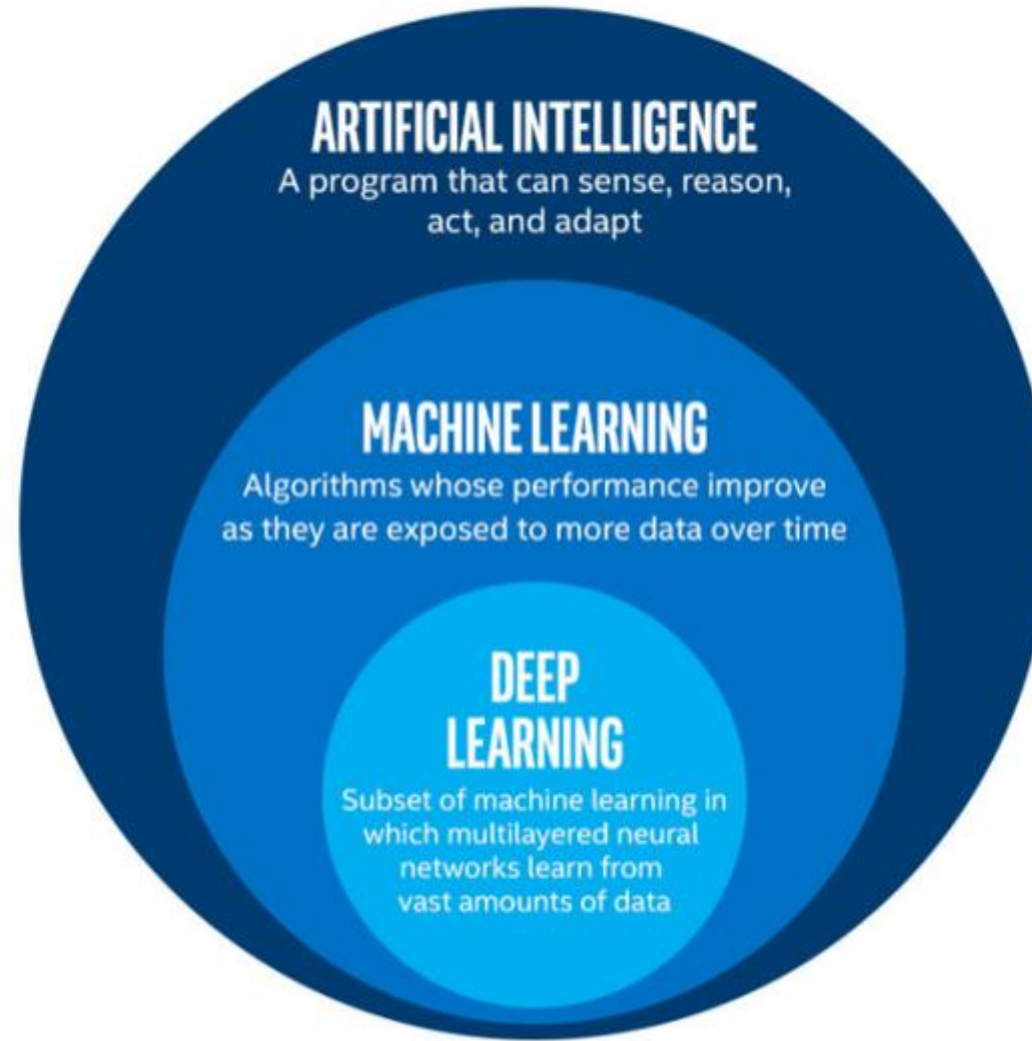 ARTIFICIAL INTELLIGENCE
A program that can sense, reason,
act, and adapt
MACHINE LEARNING
Algorithms whose performance improve
as they are exposed to more data over time
DEEP
LEARNING
Subset of machine learning in
which multilayered neural
networks learn from
vast amounts of data